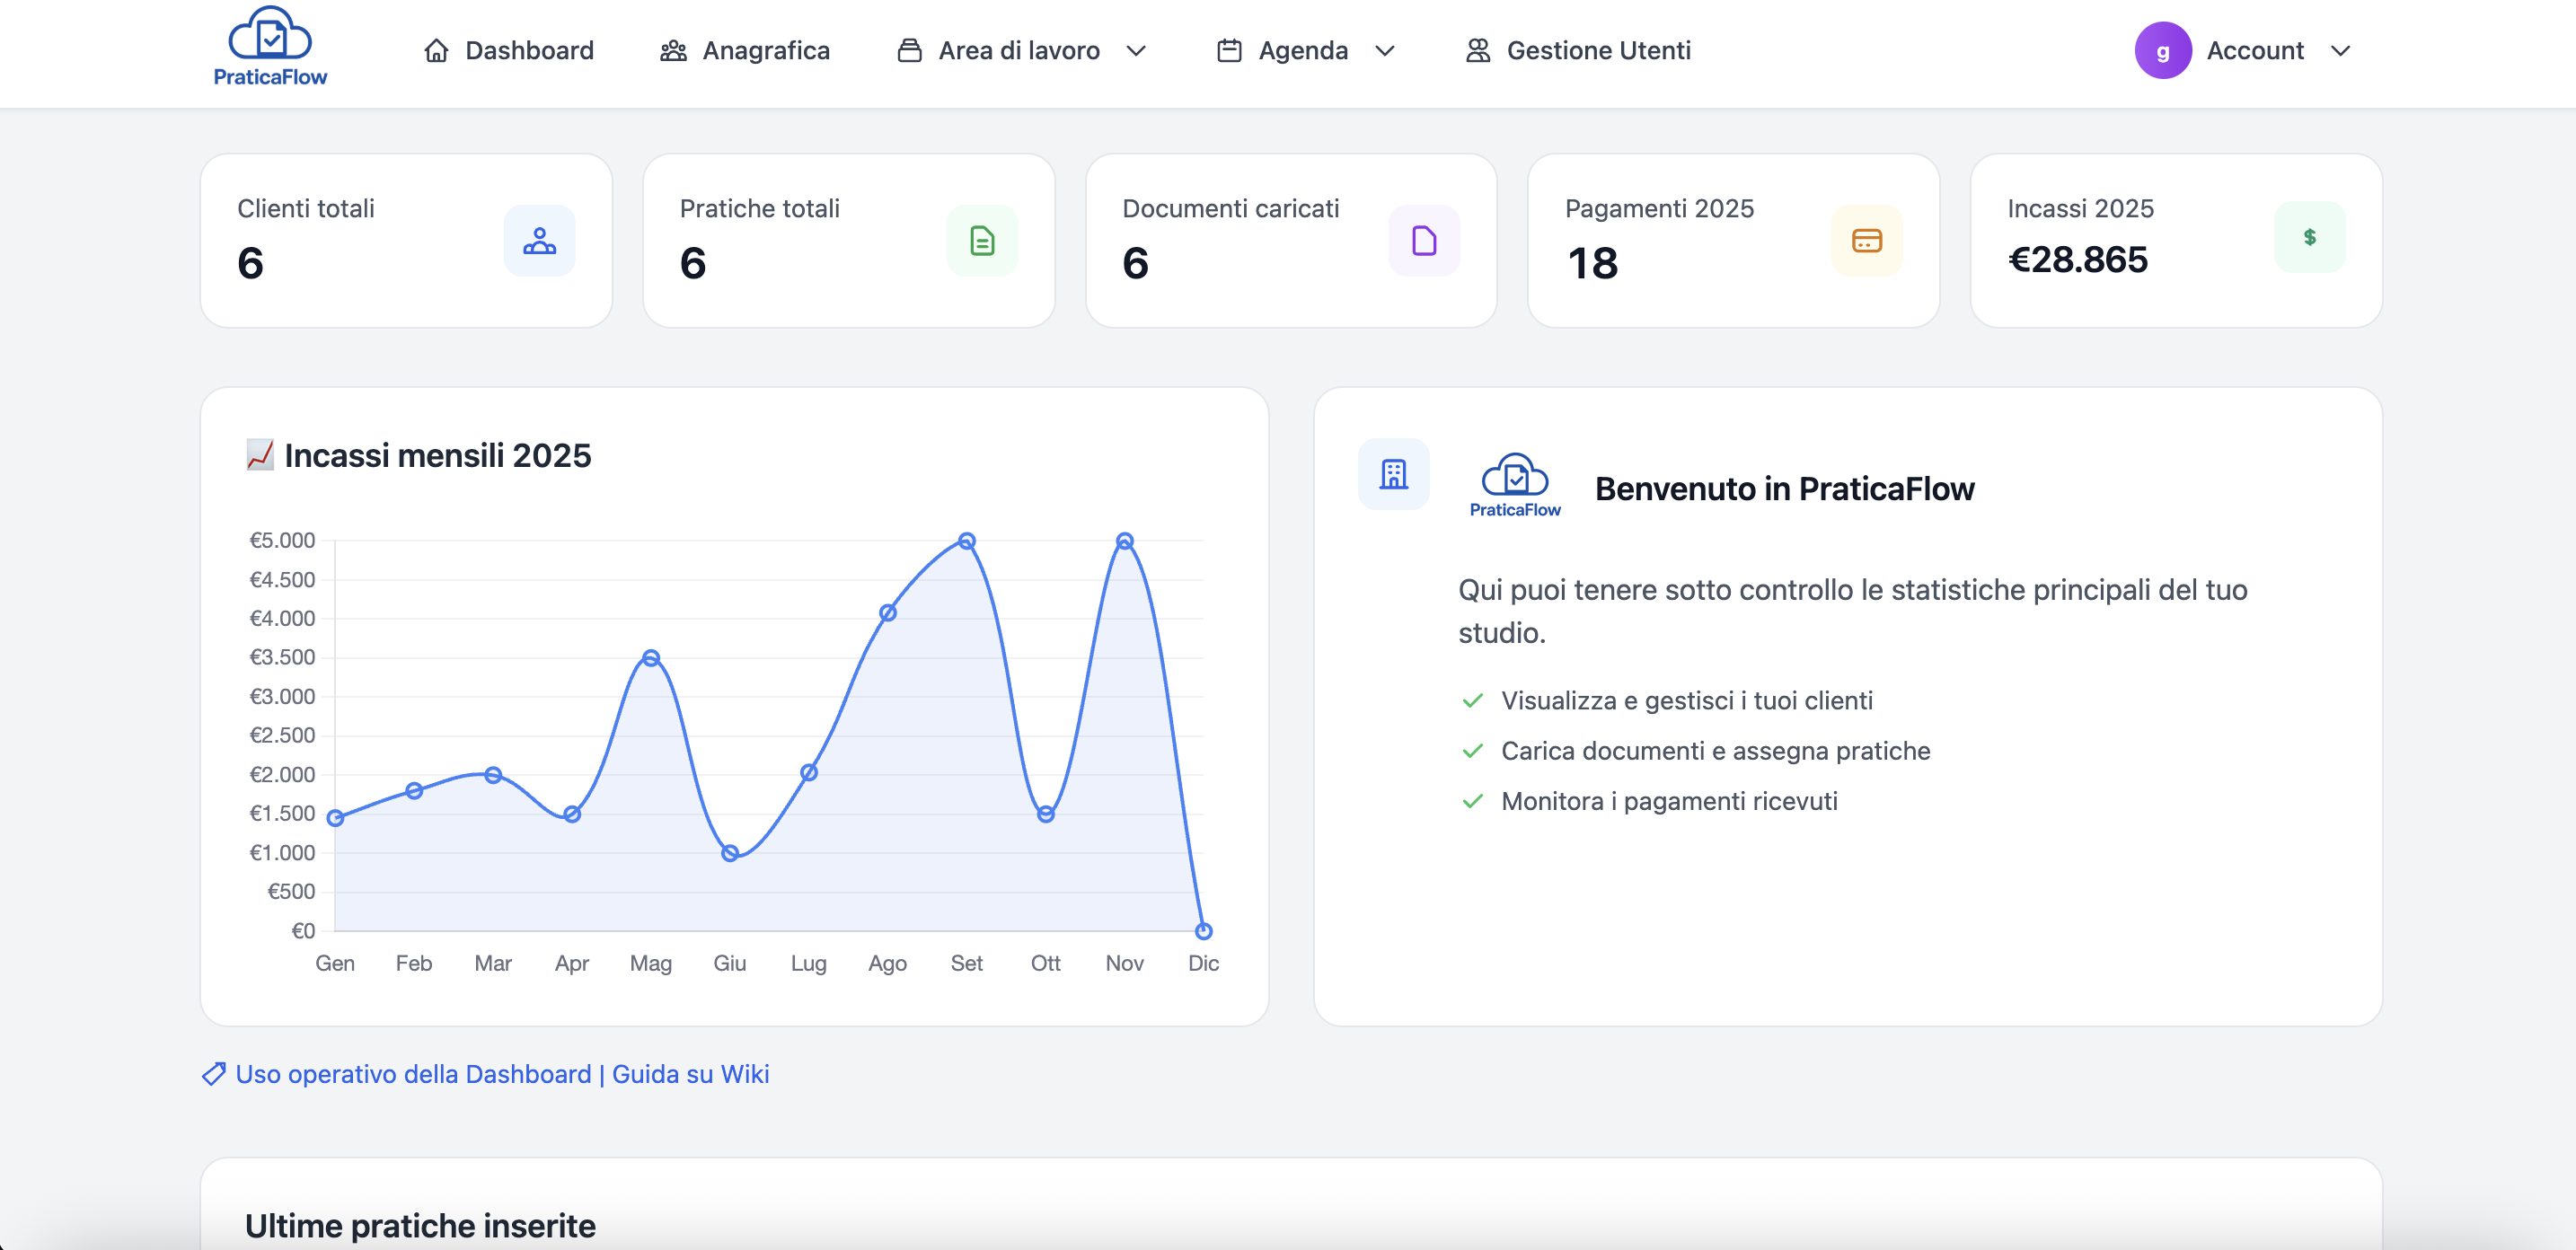 PraticaFlow
Dashboard
Anagrafica
Area di lavoro
Agenda
Gestione Utenti
g
Account
Clienti totali
6
Pratiche totali
6
Documenti caricati
6
Pagamenti 2025
18
Incassi 2025
€28.865
$
Incassi mensili 2025
€5.000
€4.500
€4.000
€3.500
€3.000
€2.500
€2.000
€1.500
€1.000
€500
€0
Gen Feb Mar Apr Mag Giu Lug Ago Set Ott Nov Dic
PraticaFlow
Benvenuto in PraticaFlow
Qui puoi tenere sotto controllo le statistiche principali del tuo
studio.
Visualizza e gestisci i tuoi clienti
Carica documenti e assegna pratiche
Monitora i pagamenti ricevuti
Uso operativo della Dashboard | Guida su Wiki
Ultime pratiche inserite